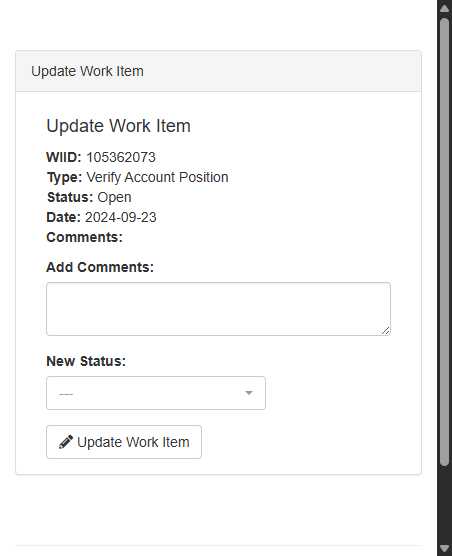 Update Work Item
Update Work Item
WIID: 105362073
Type: Verify Account Position
Status: Open
Date: 2024-09-23
Comments:
Add Comments:
New Status:
---
Update Work Item